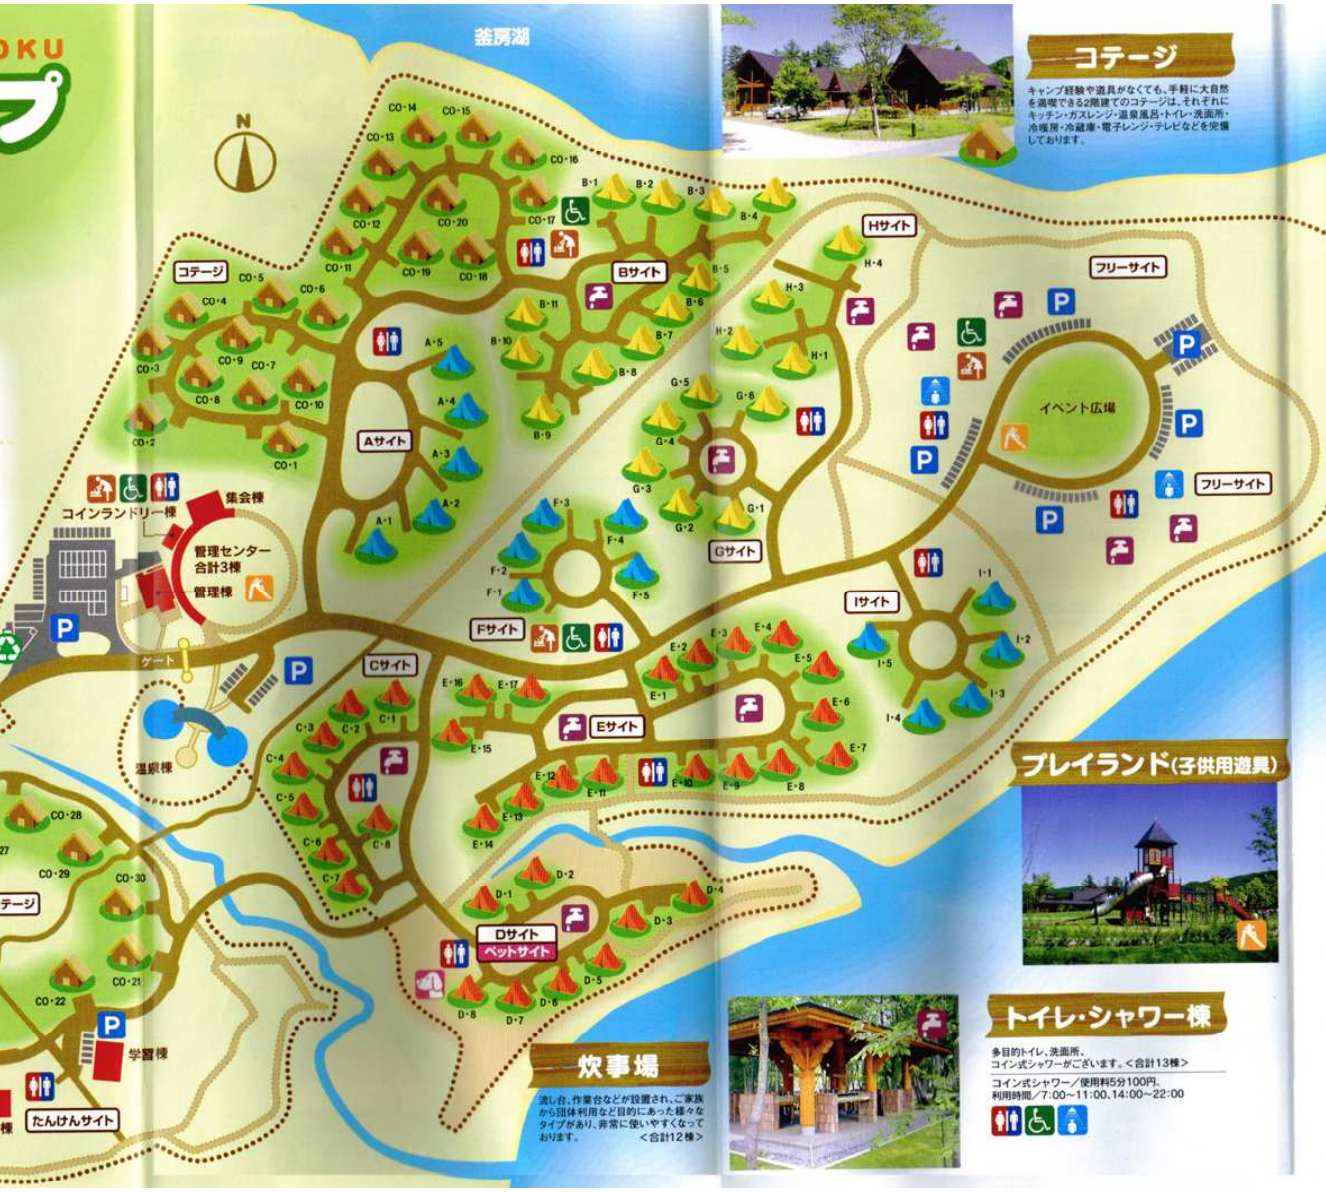 OKU
プ
釜房湖
コテージ
キャンプ経験や道具がなくても、手軽に大自然
を満喫できる2階建てのコテージは、それぞれに
キッチン・ガスレンジ・温泉風呂・トイレ・洗面所・
冷暖房・冷蔵庫・電子レンジ・テレビなどを完備
しております。
N
CO・14
CO・15
CO・13
CO・16
CO・12
CO・20
CO・17
CO・11
CO・19
CO・18
B・1
B・2
B・3
B・4
Hサイト
H・4
コテージ
CO・5
CO・4
CO・6
CO・3
CO・9
CO・7
CO・8
CO・10
CO・2
CO・1
Bサイト
B・5
B・6
B・11
B・7
B・10
B・8
B・9
H・3
H・2
H・1
フリーサイト
P
P
イベント広場
P
P
フリーサイト
P
A・5
A・4
Aサイト
A・3
A・2
A・1
G・5
G・6
G・4
G・3
G・2
G・1
Gサイト
集会棟
コインランドリー棟
管理センター
合計3棟
管理棟
P
ゲート
P
温泉棟
F・3
F・4
F・2
F・1
F・5
Fサイト
I・1
Iサイト
I・2
I・5
I・3
I・4
Cサイト
C・1
C・2
C・3
C・4
C・5
C・6
C・7
C・8
E・16
E・17
E・15
E・1
E・2
E・3
E・4
E・5
E・6
E・7
Eサイト
E・12
E・11
E・10
E・9
E・8
E・13
E・14
プレイランド(子供用遊具)
CO・28
27
CO・29
CO・30
テージ
CO・21
CO・22
P
学習棟
棟
たんけんサイト
D・1
D・2
D・4
D・3
Dサイト
ペットサイト
D・5
D・6
D・7
D・8
炊事場
流し台、作業台などが設置され、ご家族
から団体利用など目的にあった様々な
タイプがあり、非常に使いやすくなって
おります。 <合計12棟>
トイレ・シャワー棟
多目的トイレ、洗面所、
コイン式シャワーがございます。<合計13棟>
コイン式シャワー/使用料5分100円、
利用時間/7:00〜11:00、14:00〜22:00